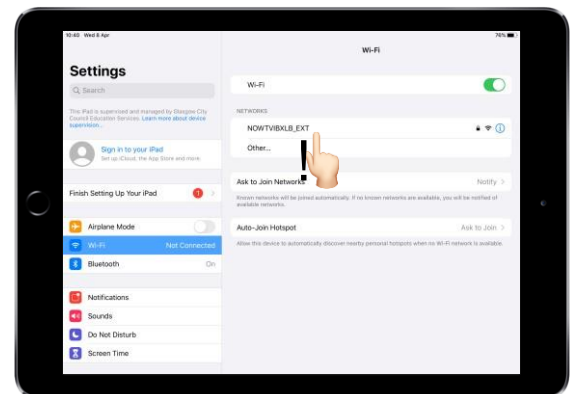 10:40 Wed 8 Apr
76%
Settings
Search
This iPad is supervised and managed by Glasgow City
Council Education Services. Learn more about device
supervision...
Sign in to your iPad
Set up iCloud, the App Store and more.
Finish Setting Up Your iPad 1
Airplane Mode
Wi-Fi Not Connected
Bluetooth On
Notifications
Sounds
Do Not Disturb
Screen Time
Wi-Fi
Wi-Fi
NETWORKS
NOWTVIBXLB_EXT
Other...
!
Ask to Join Networks Notify
Known networks will be joined automatically. If no known networks are available, you will be notified of
available networks.
Auto-Join Hotspot Ask to Join
Allow this device to automatically discover nearby personal hotspots when no Wi-Fi network is available.